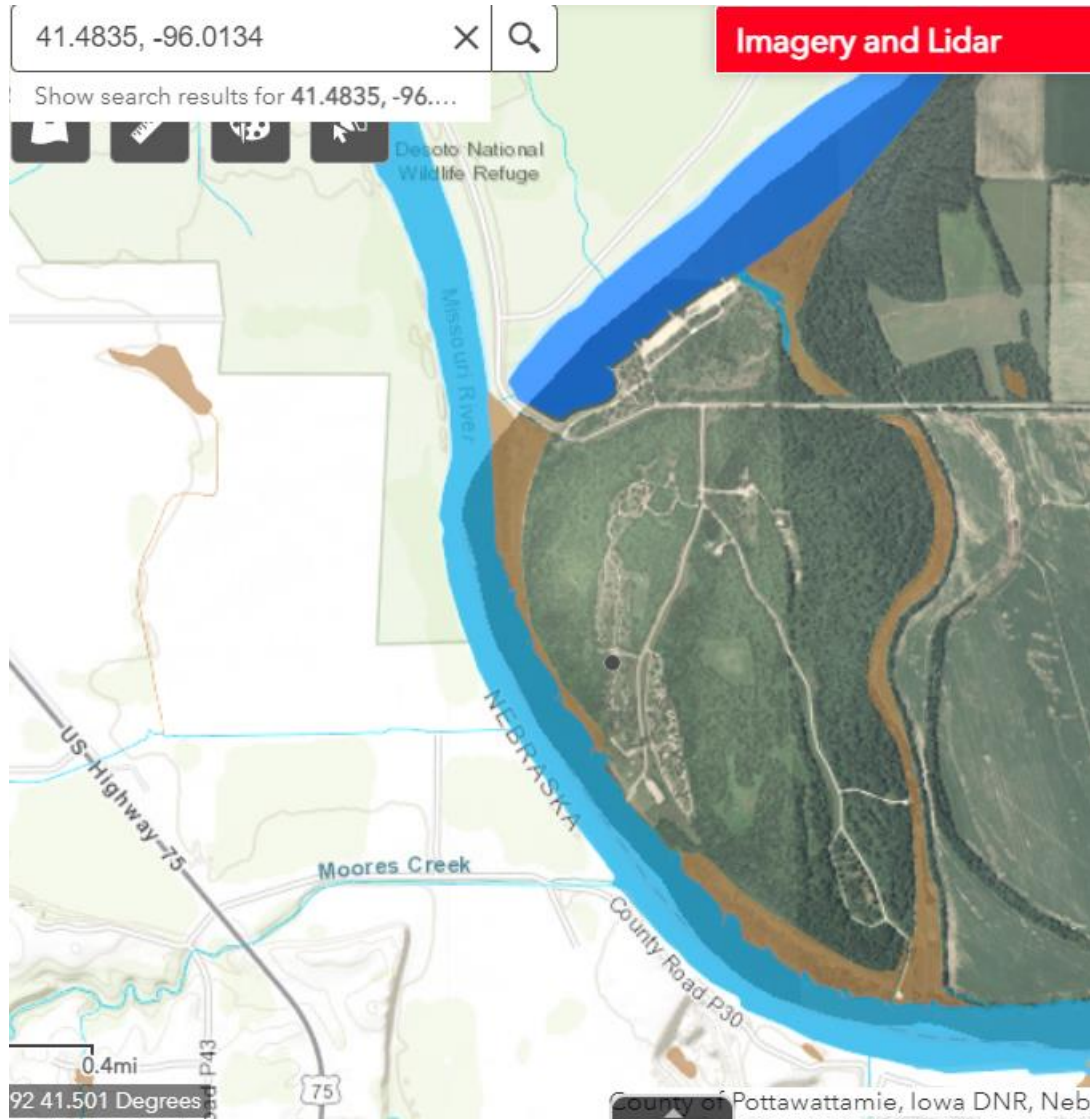 41.4835, -96.0134
Imagery and Lidar
Show search results for 41.4835, -96....
Desoto National
Wildlife Refuge
Missouri River
NEBRASKA
US-Highway-75
Moores Creek
County Road P30
0.4mi
ad P43
75
92 41.501 Degrees
County of Pottawattamie, Iowa DNR, Neb